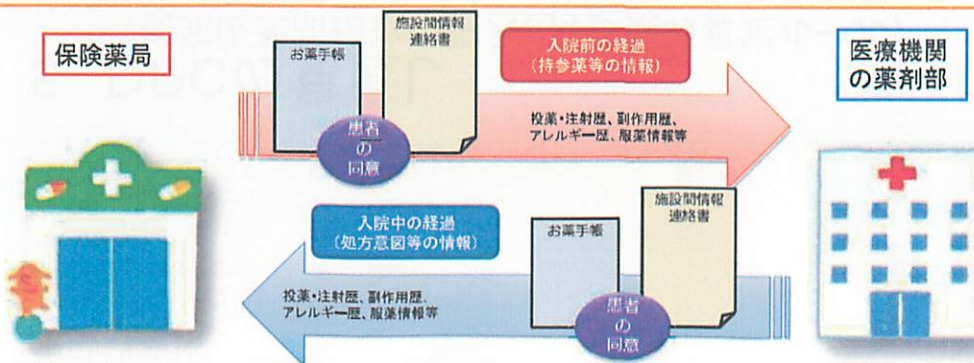 保険薬局
お薬手帳
施設間情報
連絡書
患者
の
同意
入院前の経過
(持参薬等の情報)
投薬・注射歴、副作用歴、
アレルギー歴、服薬情報等
医療機関
の薬剤部
入院中の経過
(処方意図等の情報)
投薬・注射歴、副作用歴、
アレルギー歴、服薬情報等
お薬手帳
施設間情報
連絡書
患者
の
同意